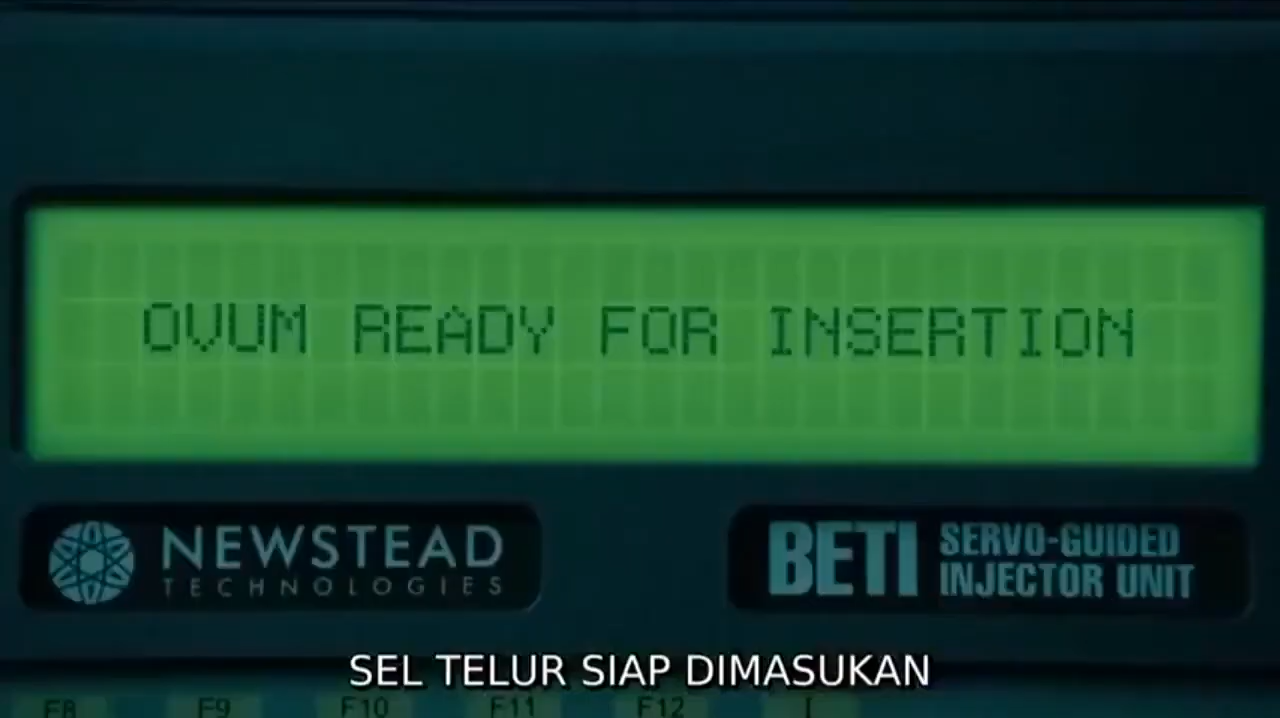 OVUM READY FOR INSERTION
NEWSTEAD
TECHNOLOGIES
BETI SERVO-GUIDED
INJECTOR UNIT
SEL TELUR SIAP DIMASUKAN
F8 F9 F10 F11 F12